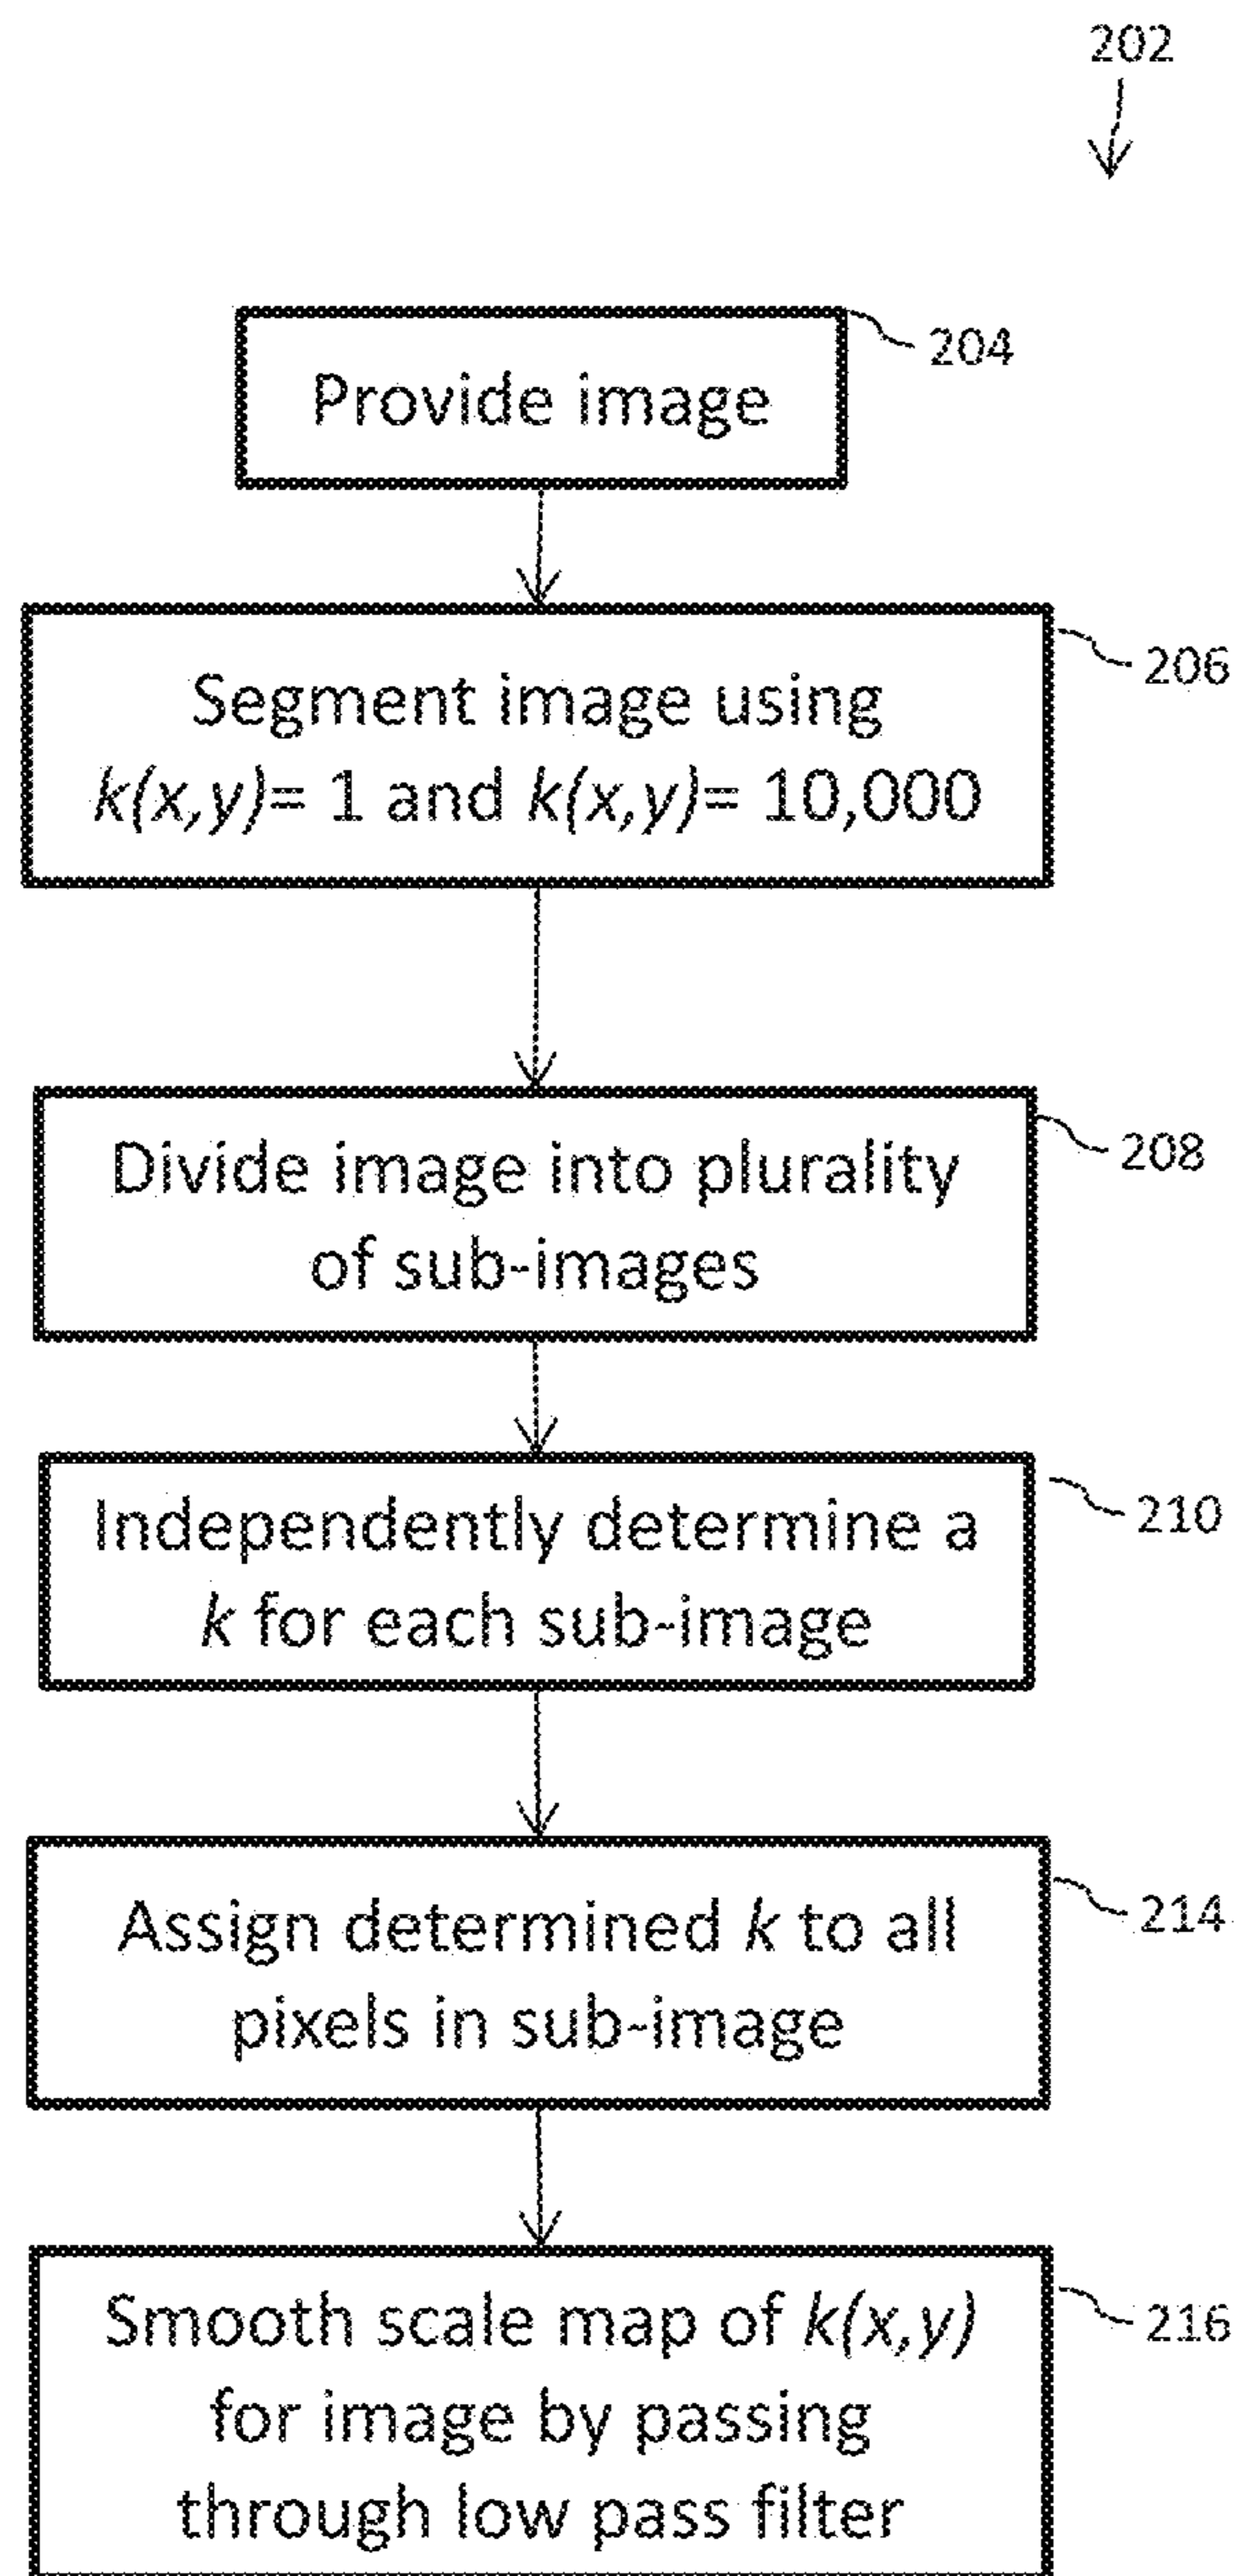 202
Provide image
204
Segment image using
k(x,y)= 1 and k(x,y)= 10,000
206
Divide image into plurality
of sub-images
208
Independently determine a
k for each sub-image
210
Assign determined k to all
pixels in sub-image
214
Smooth scale map of k(x,y)
for image by passing
through low pass filter
216